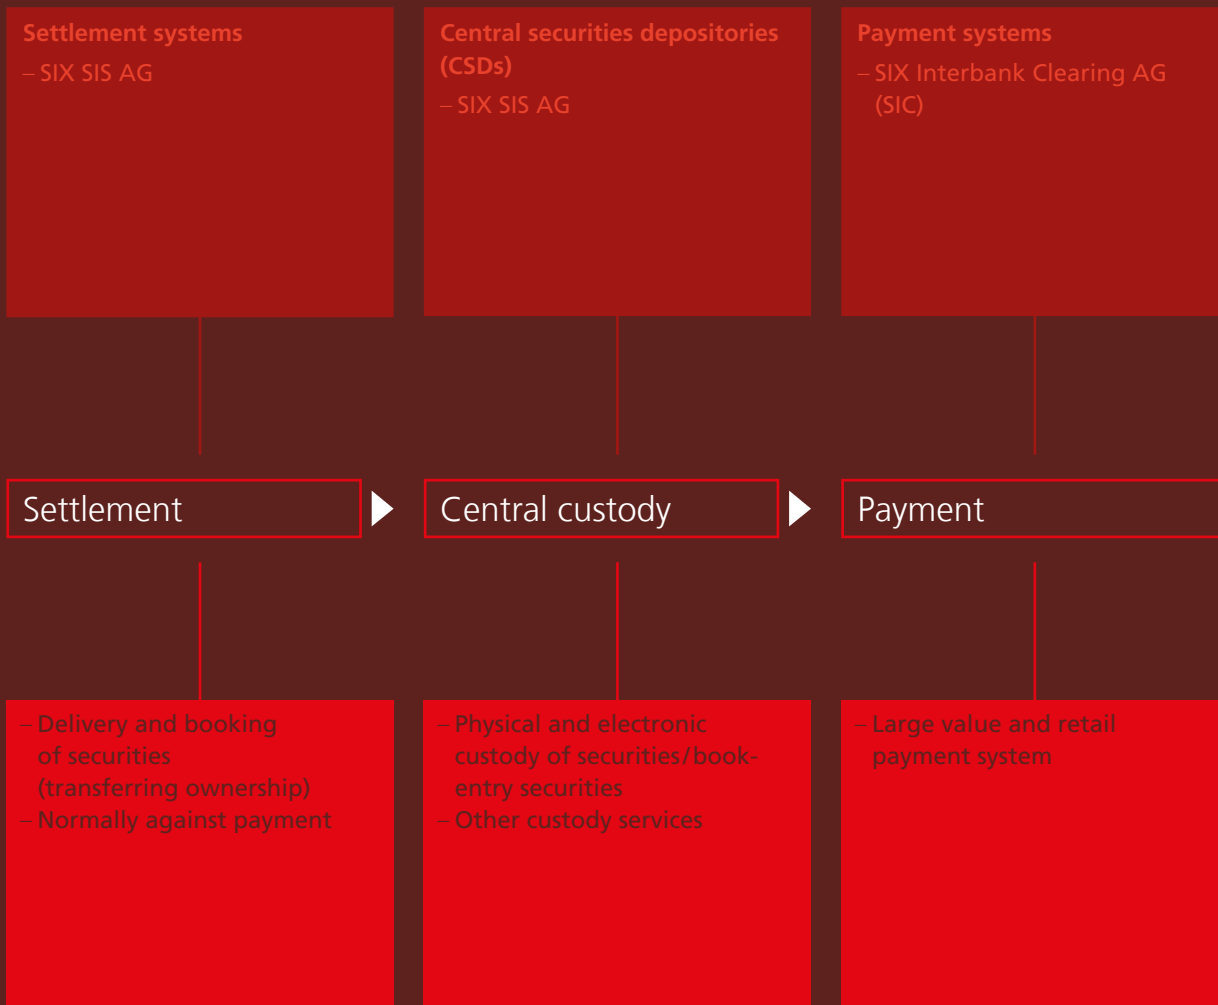 Settlement systems
– SIX SIS AG
Central securities depositories
(CSDs)
– SIX SIS AG
Payment systems
– SIX Interbank Clearing AG
(SIC)
Settlement
Central custody
Payment
– Delivery and booking
of securities
(transferring ownership)
– Normally against payment
– Physical and electronic
custody of securities/book-
entry securities
– Other custody services
– Large value and retail
payment system